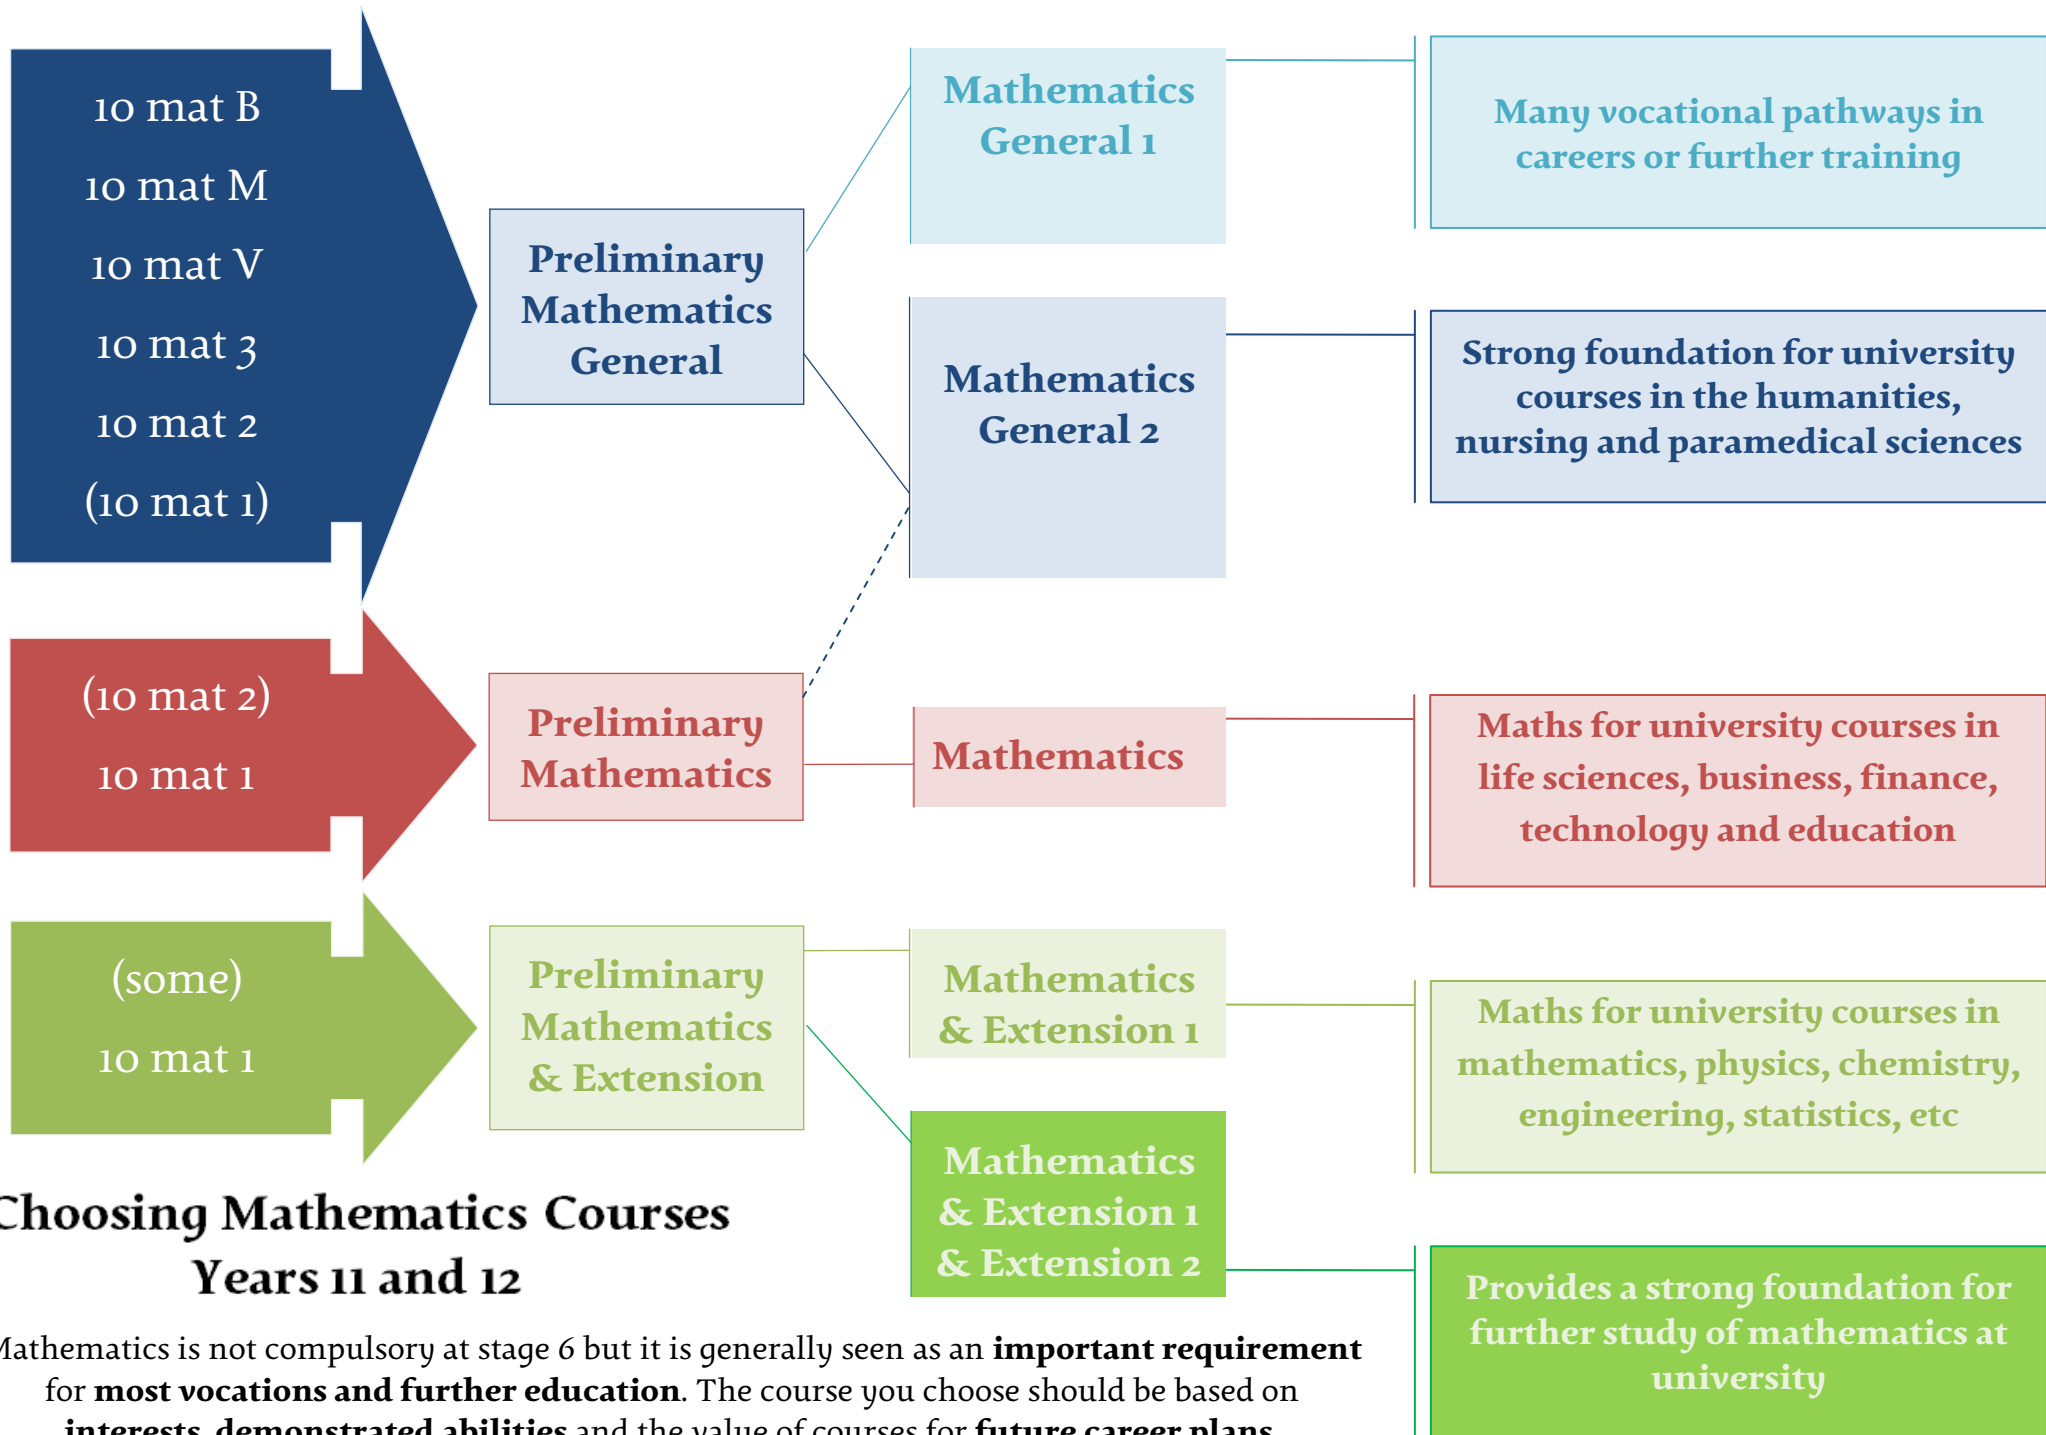 10 mat B
10 mat M
10 mat V
10 mat 3
10 mat 2
(10 mat 1)
Preliminary
Mathematics
General
Mathematics
General 1
Many vocational pathways in
careers or further training
Mathematics
General 2
Strong foundation for university
courses in the humanities,
nursing and paramedical sciences
(10 mat 2)
10 mat 1
Preliminary
Mathematics
Mathematics
Maths for university courses in
life sciences, business, finance,
technology and education
(some)
10 mat 1
Preliminary
Mathematics
& Extension
Mathematics
& Extension 1
Maths for university courses in
mathematics, physics, chemistry,
engineering, statistics, etc
Mathematics
& Extension 1
& Extension 2
Provides a strong foundation for
further study of mathematics at
university
Choosing Mathematics Courses
Years 11 and 12
Mathematics is not compulsory at stage 6 but it is generally seen as an important requirement
for most vocations and further education. The course you choose should be based on
interests, demonstrated abilities and the value of courses for future career plans